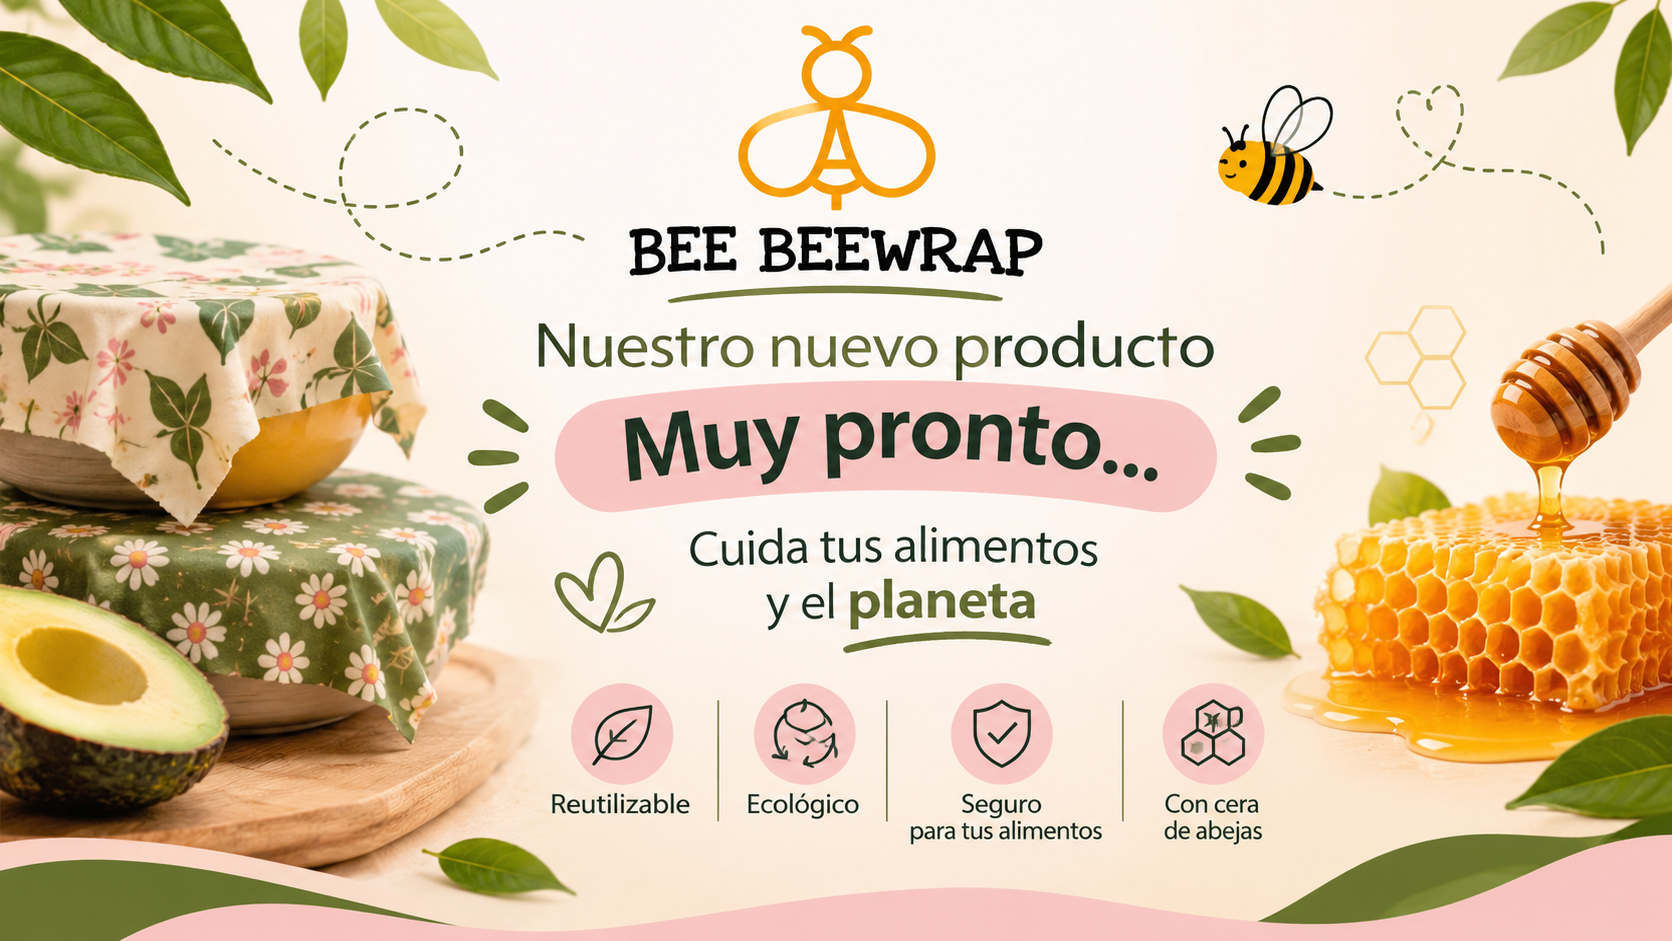 BEE BEEWRAP
Nuestro nuevo producto
Muy pronto...
Cuida tus alimentos
y el planeta
Reutilizable
Ecológico
Seguro
para tus alimentos
Con cera
de abejas